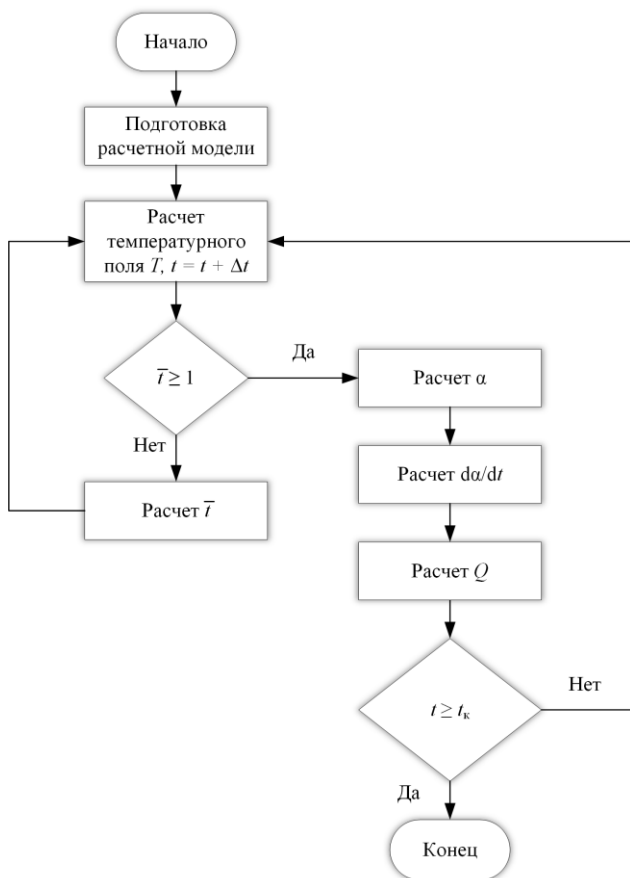 Начало
Подготовка
расчетной модели
Расчет
температурного
поля T, t = t + Δt
t̅ ≥ 1
Да
Нет
Расчет t̅
Расчет α
Расчет dα/dt
Расчет Q
t ≥ tк
Нет
Да
Конец